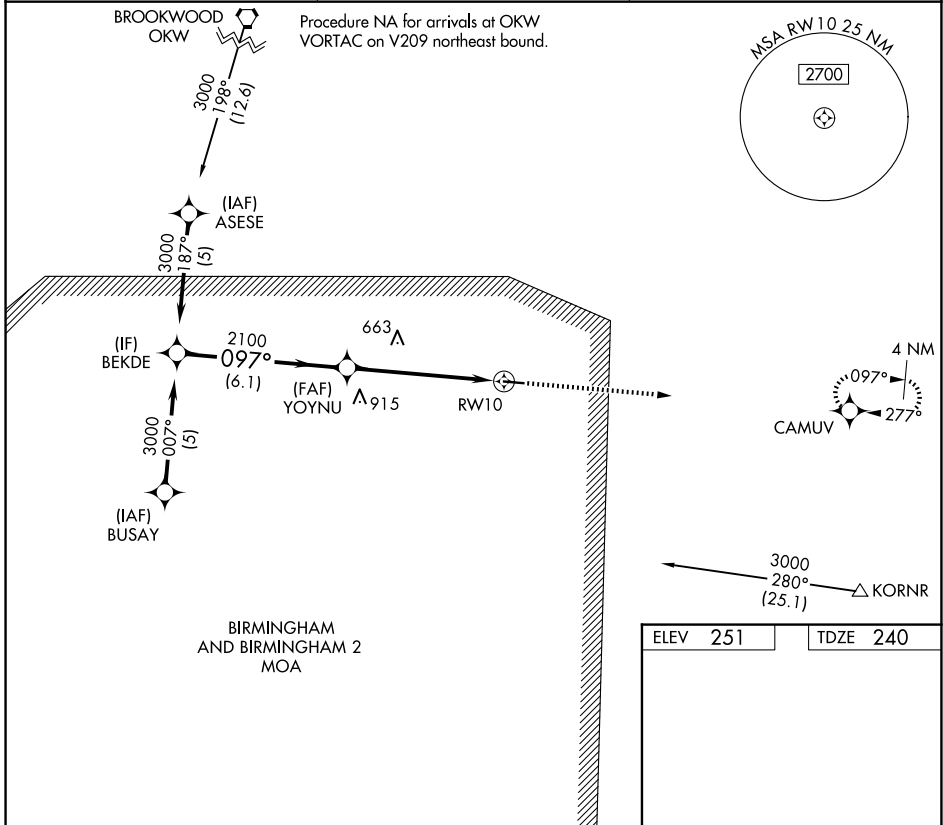 BROOKWOOD
OKW
Procedure NA for arrivals at OKW
VORTAC on V209 northeast bound.
MSA RW10 25 NM
2700
3000
198°
(12.6)
(IAF)
ASESE
3000
187°
(5)
(IF)
BEKDE
2100
097°
(6.1)
663
(FAF)
YOYNU
915
RW10
4 NM
097°
277°
CAMUV
3000
007°
(5)
(IAF)
BUSAY
3000
280°
(25.1)
KORNR
BIRMINGHAM
AND BIRMINGHAM 2
MOA
ELEV 251
TDZE 240